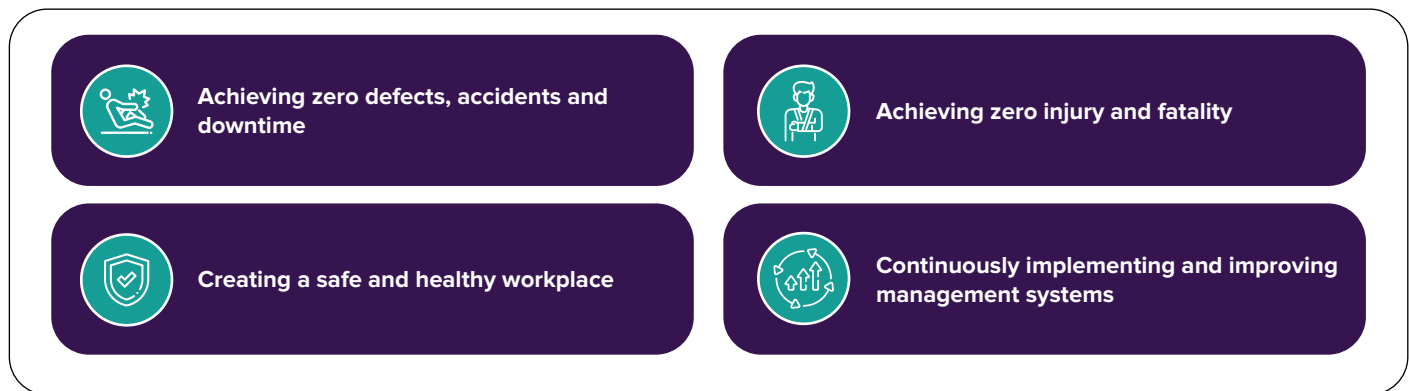 Achieving zero defects, accidents and
downtime
Achieving zero injury and fatality
Creating a safe and healthy workplace
Continuously implementing and improving
management systems